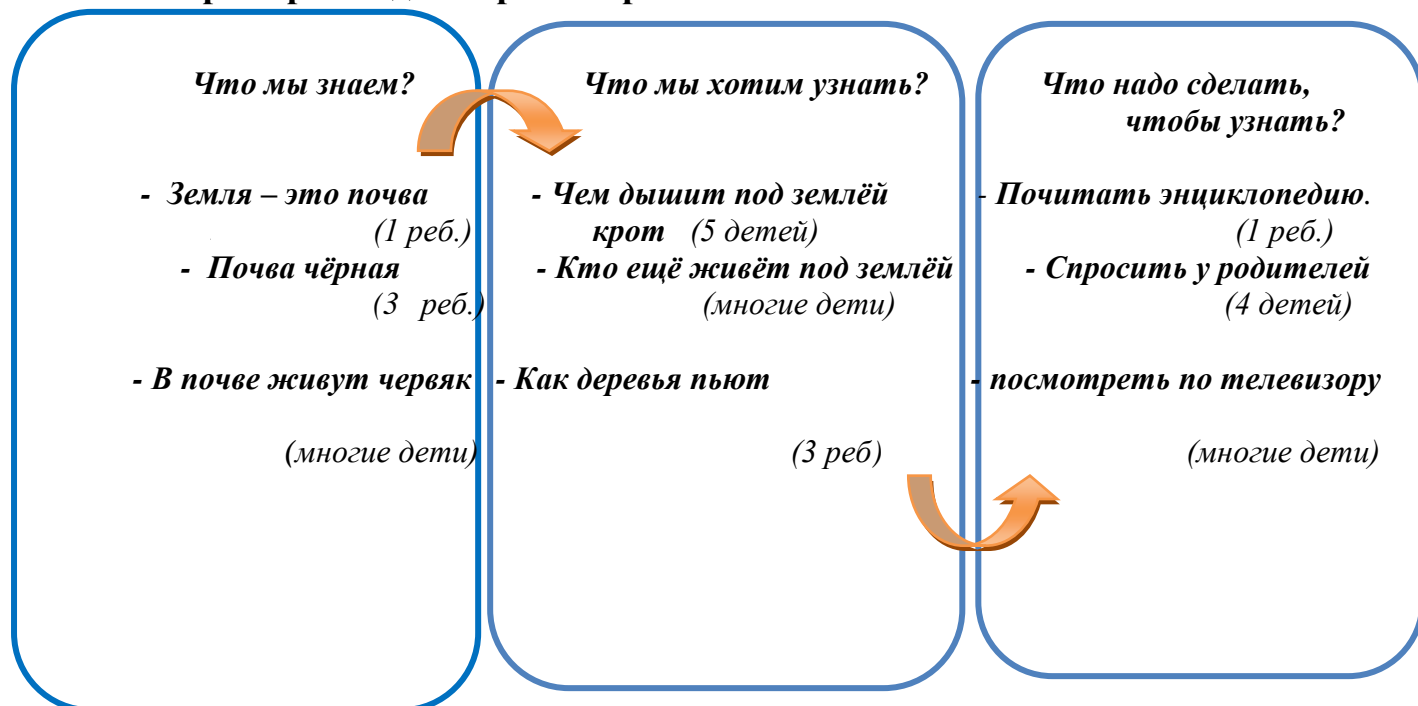 Что мы знаем?
- Земля – это почва
(1 реб.)
- Почва чёрная
(3 реб.)
- В почве живут червяк
(многие дети)
Что мы хотим узнать?
- Чем дышит под землёй
крот (5 детей)
- Кто ещё живёт под землёй
(многие дети)
- Как деревья пьют
(3 реб)
Что надо сделать,
чтобы узнать?
- Почитать энциклопедию.
(1 реб.)
- Спросить у родителей
(4 детей)
- посмотреть по телевизору
(многие дети)